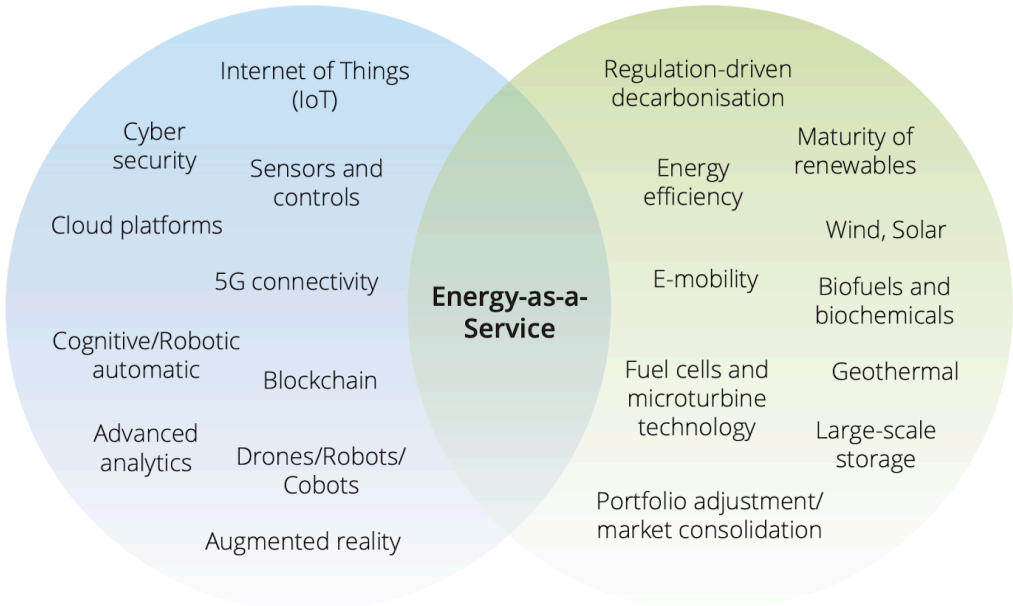 Internet of Things
(IoT)
Cyber
security
Sensors and
controls
Cloud platforms
5G connectivity
Cognitive/Robotic
automatic
Blockchain
Advanced
analytics
Drones/Robots/
Cobots
Augmented reality
Energy-as-a-
Service
Regulation-driven
decarbonisation
Maturity of
renewables
Energy
efficiency
Wind, Solar
E-mobility
Biofuels and
biochemicals
Fuel cells and
microturbine
technology
Geothermal
Large-scale
storage
Portfolio adjustment/
market consolidation